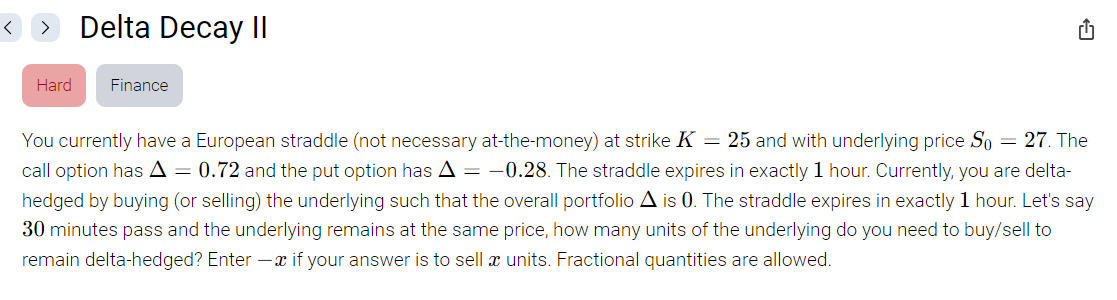 Delta Decay II
Hard Finance
You currently have a European straddle (not necessary at-the-money) at strike K = 25 and with underlying price S₀ = 27. The
call option has Δ = 0.72 and the put option has Δ = −0.28. The straddle expires in exactly 1 hour. Currently, you are delta-
hedged by buying (or selling) the underlying such that the overall portfolio Δ is 0. The straddle expires in exactly 1 hour. Let's say
30 minutes pass and the underlying remains at the same price, how many units of the underlying do you need to buy/sell to
remain delta-hedged? Enter −x if your answer is to sell x units. Fractional quantities are allowed.